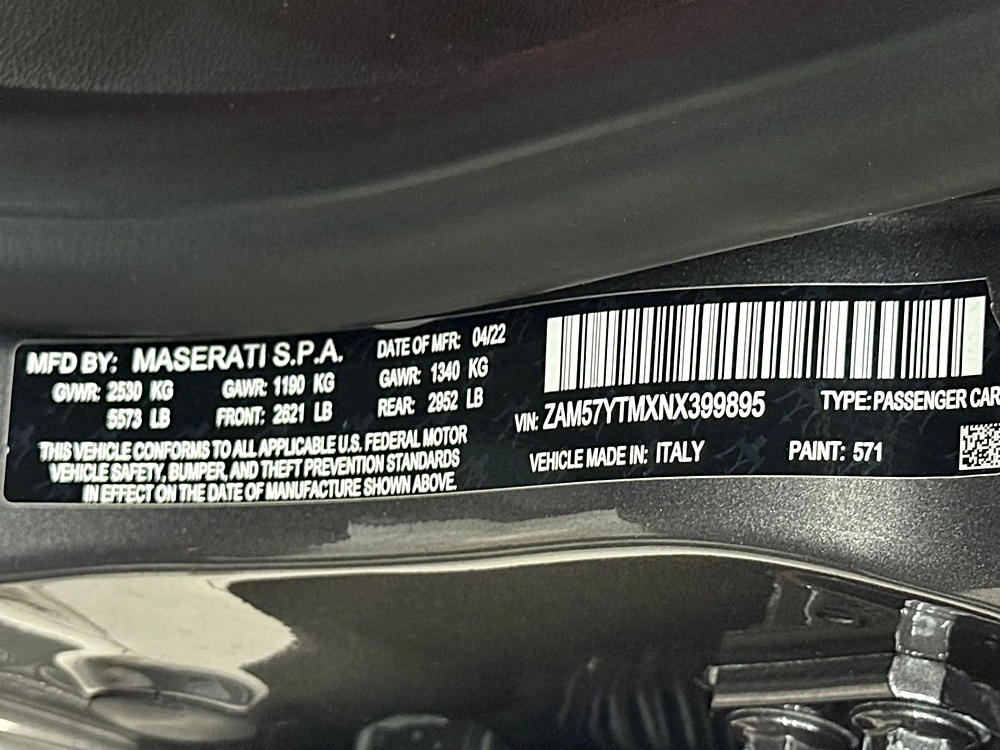 MFD BY: MASERATI S.P.A.
GVWR: 2530 KG GAWR: 1190 KG
5573 LB FRONT: 2621 LB
THIS VEHICLE CONFORMS TO ALL APPLICABLE U.S. FEDERAL MOTOR
VEHICLE SAFETY, BUMPER, AND THEFT PREVENTION STANDARDS
IN EFFECT ON THE DATE OF MANUFACTURE SHOWN ABOVE.
DATE OF MFR: 04/22
GAWR: 1340 KG
REAR: 2952 LB
VIN: ZAM57YTMXNX399895 TYPE: PASSENGER CAR
VEHICLE MADE IN: ITALY PAINT: 571